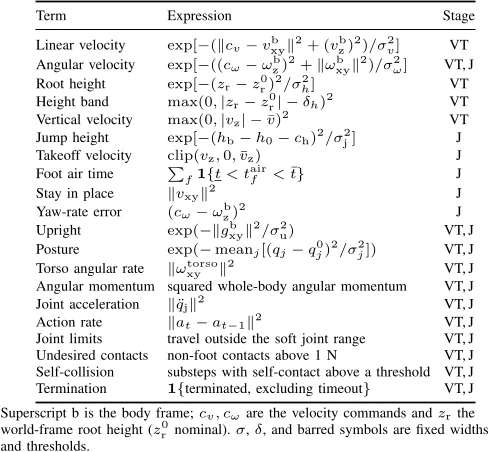 Term Expression Stage
Linear velocity exp[−(‖c_v − v_xy^b‖² + (v_z^b)²)/σ_v²] VT
Angular velocity exp[−((c_ω − ω_z^b)² + ‖ω_xy^b‖²)/σ_ω²] VT, J
Root height exp[−(z_r − z_r^0)²/σ_h²] VT
Height band max(0, |z_r − z_r^0| − δ_h)² VT
Vertical velocity max(0, |v_z| − v̄)² VT
Jump height exp[−(h_b − h_0 − c_h)²/σ_j²] J
Takeoff velocity clip(v_z, 0, v̄_z) J
Foot air time ∑_f 𝟏{t̲ < t_f^air < t̄} J
Stay in place ‖v_xy‖² J
Yaw-rate error (c_ω − ω_z^b)² J
Upright exp(−‖g_xy^b‖²/σ_u²) VT, J
Posture exp(− mean_j[(q_j − q_j^0)²/σ_j²]) VT, J
Torso angular rate ‖ω_xy^torso‖² VT, J
Angular momentum squared whole-body angular momentum VT, J
Joint acceleration ‖q̈_j‖² VT, J
Action rate ‖a_t − a_{t−1}‖² VT, J
Joint limits travel outside the soft joint range VT, J
Undesired contacts non-foot contacts above 1 N VT, J
Self-collision substeps with self-contact above a threshold VT, J
Termination 𝟏{terminated, excluding timeout} VT, J
Superscript b is the body frame; c_v, c_ω are the velocity commands and z_r the
world-frame root height (z_r^0 nominal). σ, δ, and barred symbols are fixed widths
and thresholds.